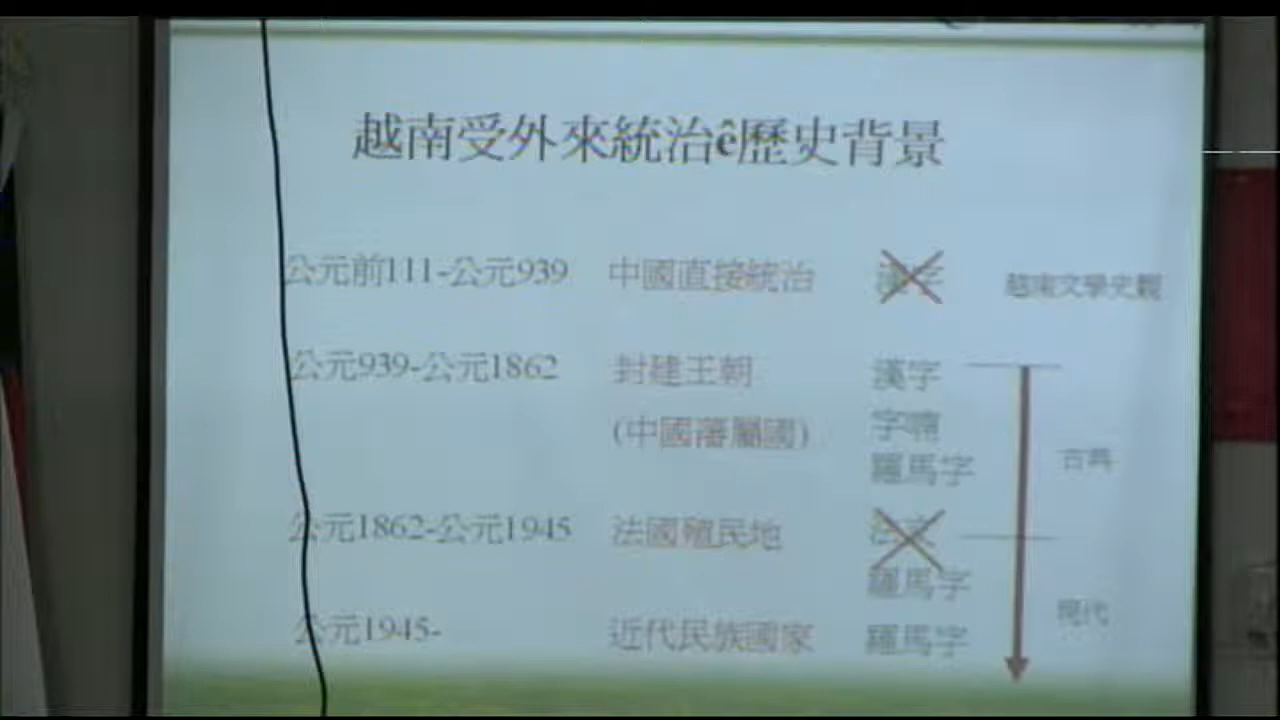 越南受外來統治ê歷史背景
公元前111-公元939 中國直接統治 漢字 越南文學史觀
公元939-公元1862 封建王朝 漢字
(中國藩屬國) 字喃
羅馬字 古典
公元1862-公元1945 法國殖民地 法文
羅馬字 現代
公元1945- 近代民族國家 羅馬字